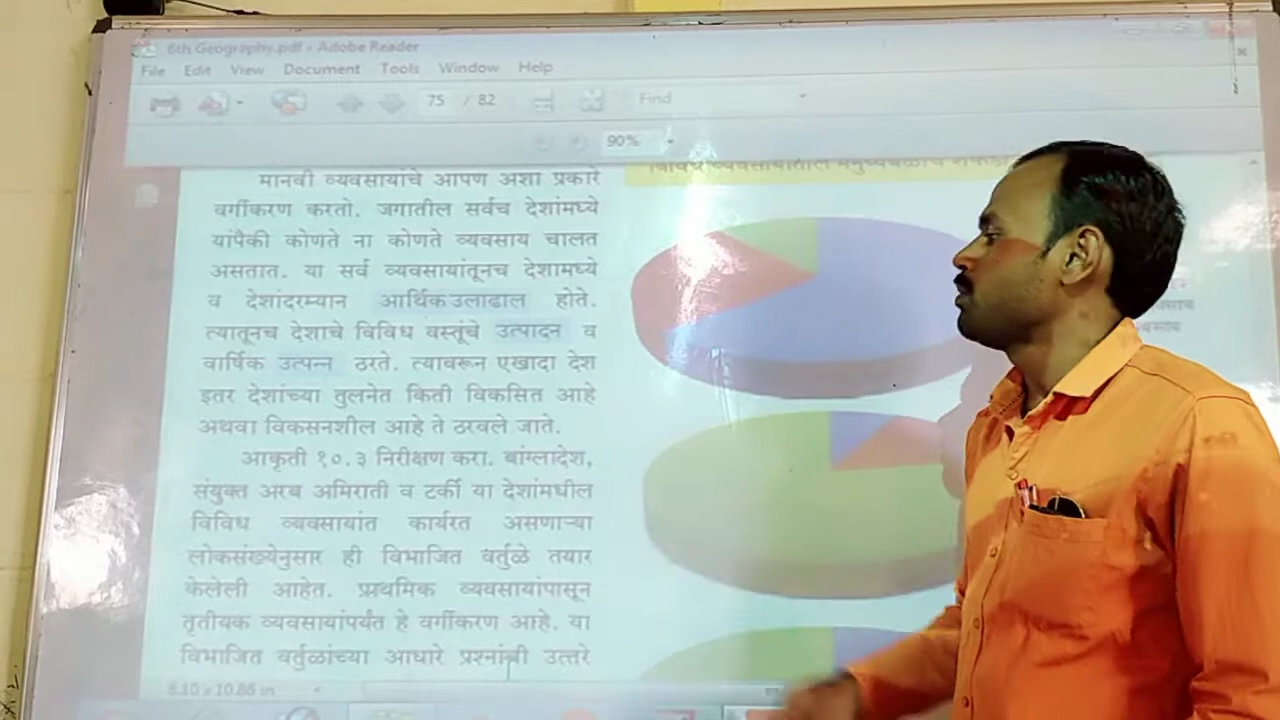 6th Geography.pdf - Adobe Reader
File Edit View Document Tools Window Help
75 / 82 Find
90%
मानवी व्यवसायांचे आपण अशा प्रकारे
वर्गीकरण करतो. जगातील सर्वच देशांमध्ये
यांपैकी कोणते ना कोणते व्यवसाय चालत
असतात. या सर्व व्यवसायांतूनच देशामध्ये
व देशांदरम्यान आर्थिक उलाढाल होते.
त्यातूनच देशाचे विविध वस्तूंचे उत्पादन व
वार्षिक उत्पन्न ठरते. त्यावरून एखादा देश
इतर देशांच्या तुलनेत किती विकसित आहे
अथवा विकसनशील आहे ते ठरवले जाते.
आकृती १०.३ निरीक्षण करा. बांग्लादेश,
संयुक्त अरब अमिराती व टर्की या देशांमधील
विविध व्यवसायांत कार्यरत असणाऱ्या
लोकसंख्येनुसार ही विभाजित वर्तुळे तयार
केलेली आहेत. प्राथमिक व्यवसायांपासून
तृतीयक व्यवसायांपर्यंत हे वर्गीकरण आहे. या
विभाजित वर्तुळांच्या आधारे प्रश्नांची उत्तरे
8.10 x 10.86 in